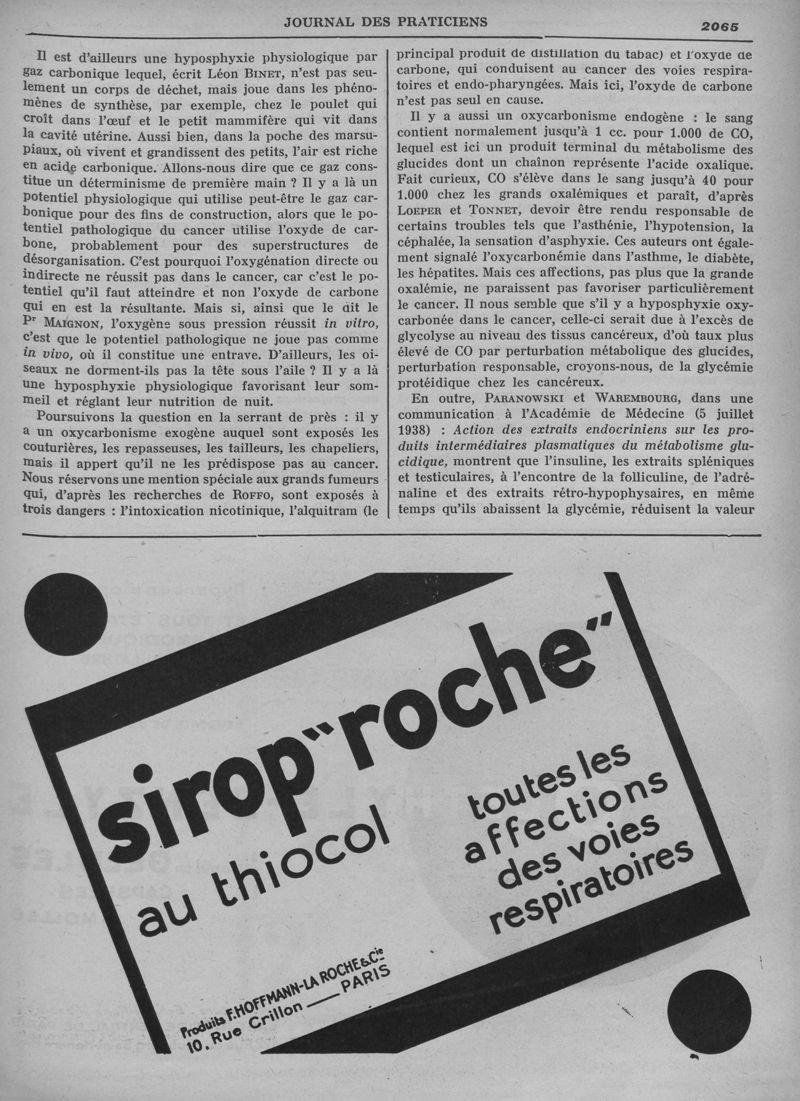 JOURNAL DES PRATICIENS
2065
Il est d'ailleurs une hyposphyxie physiologique par
gaz carbonique lequel, écrit Léon BINET, n'est pas seu-
lement un corps de déchet, mais joue dans les phéno-
mènes de synthèse, par exemple, chez le poulet qui
croît dans l'œuf et le petit mammifère qui vit dans
la cavité utérine. Aussi bien, dans la poche des marsu-
piaux, où vivent et grandissent des petits, l'air est riche
en acide carbonique. Allons-nous dire que ce gaz cons-
titue un déterminisme de première main ? Il y a là un
potentiel physiologique qui utilise peut-être le gaz car-
bonique pour des fins de construction, alors que le po-
tentiel pathologique du cancer utilise l'oxyde de car-
bone, probablement pour des superstructures de
désorganisation. C'est pourquoi l'oxygénation directe ou
indirecte ne réussit pas dans le cancer, car c'est le po-
tentiel qu'il faut atteindre et non l'oxyde de carbone
qui en est la résultante. Mais si, ainsi que le dit le
Pr MAIGNON, l'oxygène sous pression réussit in vitro,
c'est que le potentiel pathologique ne joue pas comme
in vivo, où il constitue une entrave. D'ailleurs, les oi-
seaux ne dorment-ils pas la tête sous l'aile ? Il y a là
une hyposphyxie physiologique favorisant leur som-
meil et réglant leur nutrition de nuit.
Poursuivons la question en la serrant de près : il y
a un oxycarbonisme exogène auquel sont exposés les
couturières, les repasseuses, les tailleurs, les chapeliers,
mais il appert qu'il ne les prédispose pas au cancer.
Nous réservons une mention spéciale aux grands fumeurs
qui, d'après les recherches de ROFFO, sont exposés à
trois dangers : l'intoxication nicotinique, l'alquitram (le
principal produit de distillation du tabac) et l'oxyde de
carbone, qui conduisent au cancer des voies respira-
toires et endo-pharyngées. Mais ici, l'oxyde de carbone
n'est pas seul en cause.
Il y a aussi un oxycarbonisme endogène : le sang
contient normalement jusqu'à 1 cc. pour 1.000 de CO,
lequel est ici un produit terminal du métabolisme des
glucides dont un chaînon représente l'acide oxalique.
Fait curieux, CO s'élève dans le sang jusqu'à 40 pour
1.000 chez les grands oxalémiques et paraît, d'après
LOEPER et TONNET, devoir être rendu responsable de
certains troubles tels que l'asthénie, l'hypotension, la
céphalée, la sensation d'asphyxie. Ces auteurs ont égale-
ment signalé l'oxycarbonémie dans l'asthme, le diabète,
les hépatites. Mais ces affections, pas plus que la grande
oxalémie, ne paraissent pas favoriser particulièrement
le cancer. Il nous semble que s'il y a hyposphyxie oxy-
carbonée dans le cancer, celle-ci serait due à l'excès de
glycolyse au niveau des tissus cancéreux, d'où taux plus
élevé de CO par perturbation métabolique des glucides,
perturbation responsable, croyons-nous, de la glycémie
protéidique chez les cancéreux.
En outre, PARANOWSKI et WAREMBOURG, dans une
communication à l'Académie de Médecine (5 juillet
1938) : Action des extraits endocriniens sur les pro-
duits intermédiaires plasmatiques du métabolisme glu-
cidique, montrent que l'insuline, les extraits spléniques
et testiculaires, à l'encontre de la folliculine, de l'adré-
naline et des extraits rétro-hypophysaires, en même
temps qu'ils abaissent la glycémie, réduisent la valeur
sirop "roche"
au thiocol
toutes les
affections
des voies
respiratoires
Produits F. HOFFMANN-LA ROCHE & Cie
10, Rue Crillon — PARIS